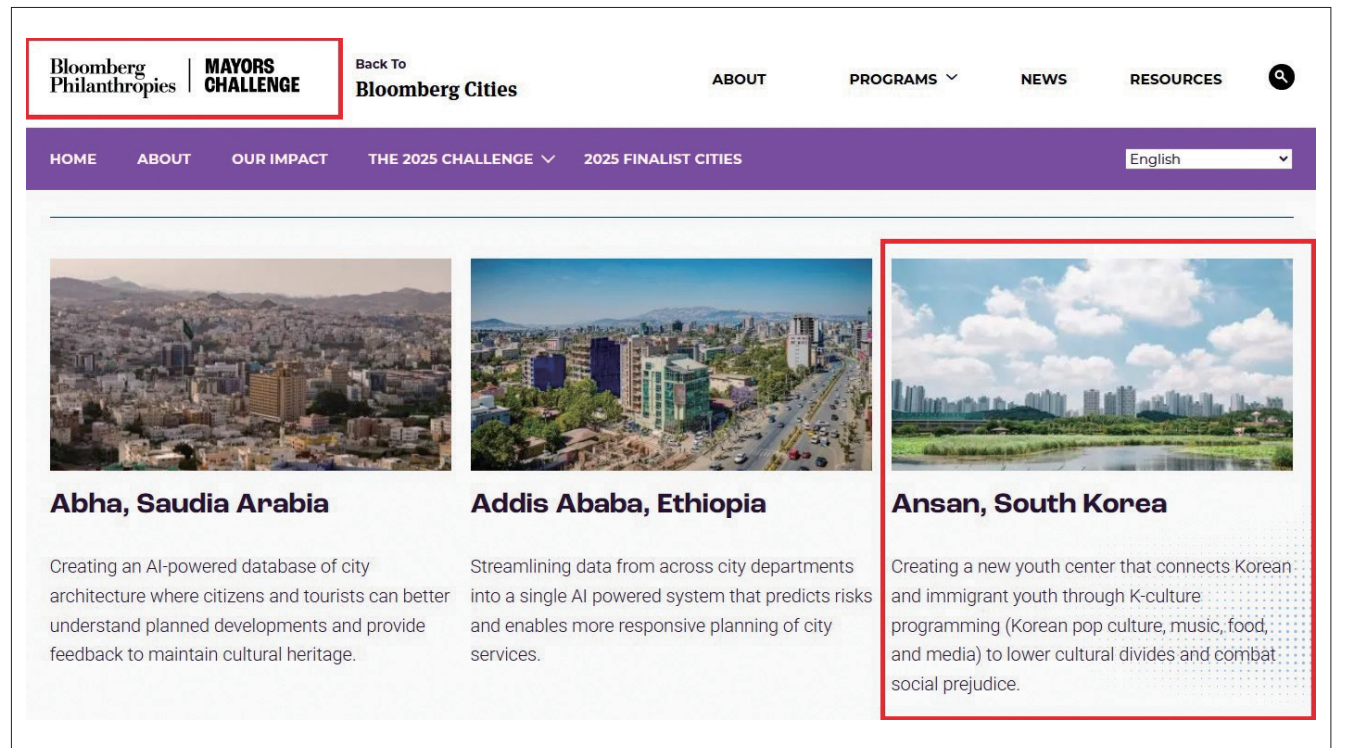 Bloomberg
Philanthropies
MAYORS
CHALLENGE
Back To
Bloomberg Cities
ABOUT
PROGRAMS
NEWS
RESOURCES
HOME
ABOUT
OUR IMPACT
THE 2025 CHALLENGE
2025 FINALIST CITIES
English
Abha, Saudia Arabia
Creating an AI-powered database of city
architecture where citizens and tourists can better
understand planned developments and provide
feedback to maintain cultural heritage.
Addis Ababa, Ethiopia
Streamlining data from across city departments
into a single AI powered system that predicts risks
and enables more responsive planning of city
services.
Ansan, South Korea
Creating a new youth center that connects Korean
and immigrant youth through K-culture
programming (Korean pop culture, music, food,
and media) to lower cultural divides and combat
social prejudice.